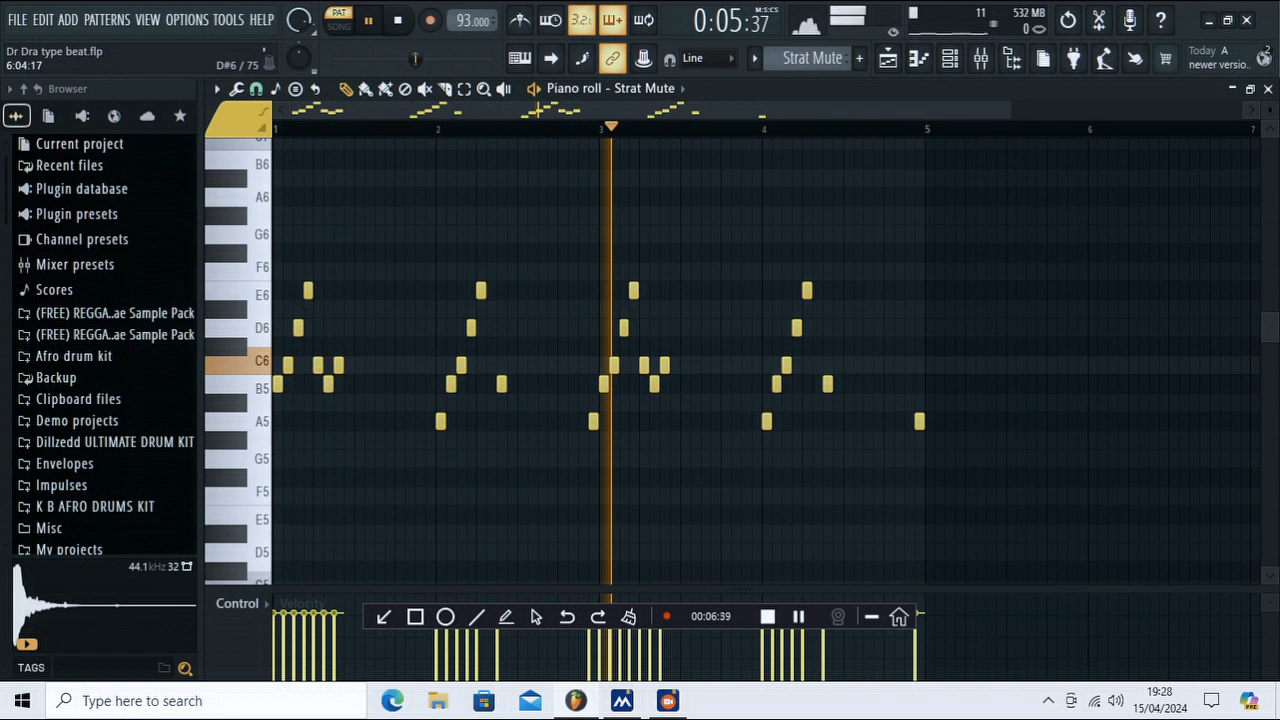 FILE EDIT ADD PATTERNS VIEW OPTIONS TOOLS HELP
PAT
SONG
93.000
3.2.
0:05:37
M:S:CS
11
532 MB
0
Dr Dra type beat.flp
6:04:17
D#6 / 75
Line
Strat Mute
Today A
newer versio..
Browser
Piano roll - Strat Mute
1 2 3 4 5 6 7
Current project
Recent files
Plugin database
Plugin presets
Channel presets
Mixer presets
Scores
(FREE) REGGA..ae Sample Pack
(FREE) REGGA..ae Sample Pack
Afro drum kit
Backup
Clipboard files
Demo projects
Dilredd ULTIMATE DRUM KIT
Envelopes
Impulses
K B AFRO DRUMS KIT
Misc
My projects
44.1kHz 32
TAGS
B6
A6
G6
F6
E6
D6
C6
B5
A5
G5
F5
E5
D5
C5
Control
Velocity
00:06:39
Type here to search
19:28
15/04/2024